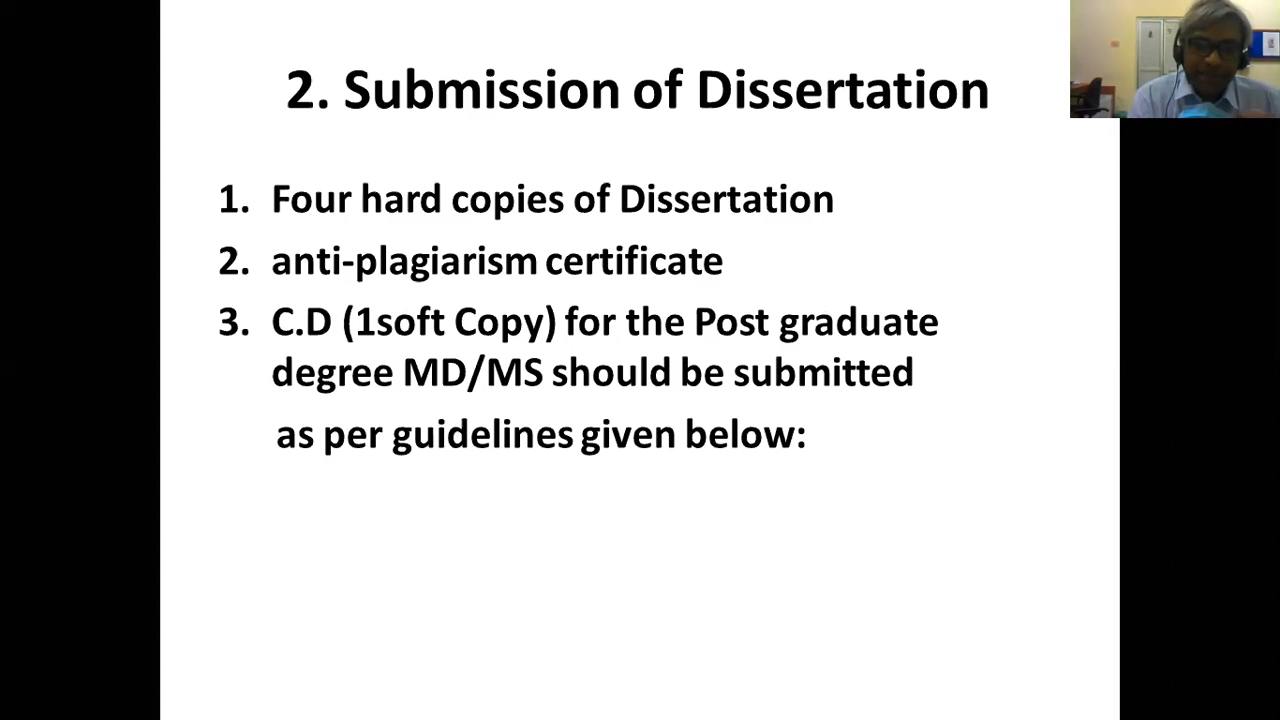 2. Submission of Dissertation
1. Four hard copies of Dissertation
2. anti-plagiarism certificate
3. C.D (1soft Copy) for the Post graduate
degree MD/MS should be submitted
as per guidelines given below: